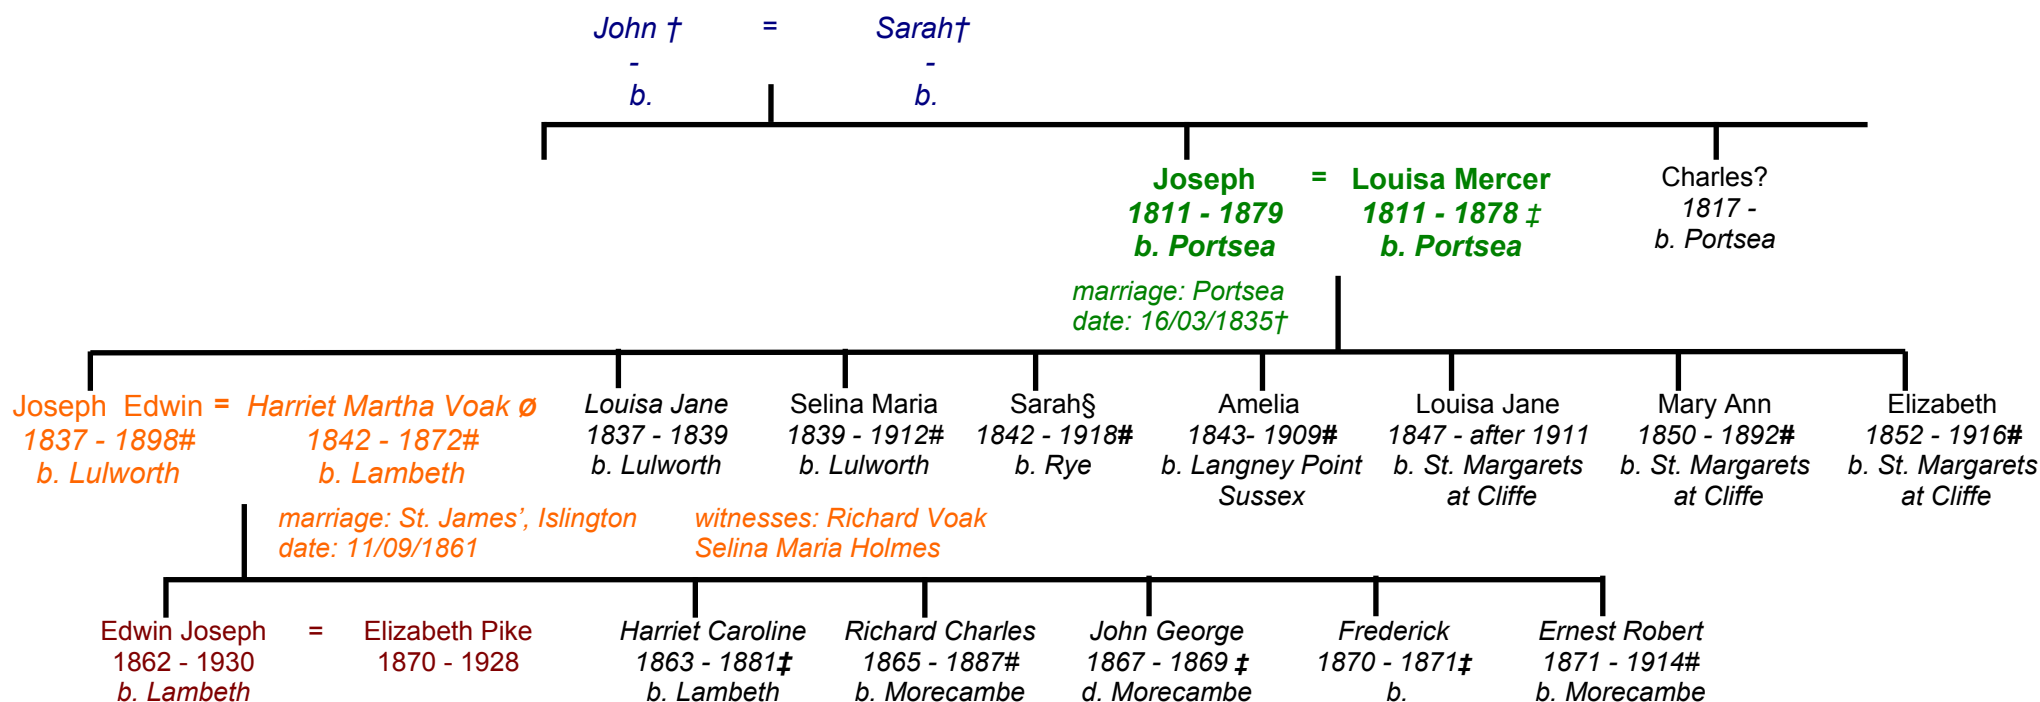 John † = Sarah†
- -
b. b.
Joseph = Louisa Mercer Charles?
1811 - 1879 1811 - 1878 ‡ 1817 -
b. Portsea b. Portsea b. Portsea
marriage: Portsea
date: 16/03/1835†
Joseph Edwin = Harriet Martha Voak ø Louisa Jane Selina Maria Sarah§ Amelia Louisa Jane Mary Ann Elizabeth
1837 - 1898# 1842 - 1872# 1837 - 1839 1839 - 1912# 1842 - 1918# 1843- 1909# 1847 - after 1911 1850 - 1892# 1852 - 1916#
b. Lulworth b. Lambeth b. Lulworth b. Lulworth b. Rye b. Langney Point b. St. Margarets b. St. Margarets b. St. Margarets
Sussex at Cliffe at Cliffe at Cliffe
marriage: St. James’, Islington witnesses: Richard Voak
date: 11/09/1861 Selina Maria Holmes
Edwin Joseph = Elizabeth Pike Harriet Caroline Richard Charles John George Frederick Ernest Robert
1862 - 1930 1870 - 1928 1863 - 1881‡ 1865 - 1887# 1867 - 1869 ‡ 1870 - 1871‡ 1871 - 1914#
b. Lambeth b. Lambeth b. Morecambe d. Morecambe b. b. Morecambe